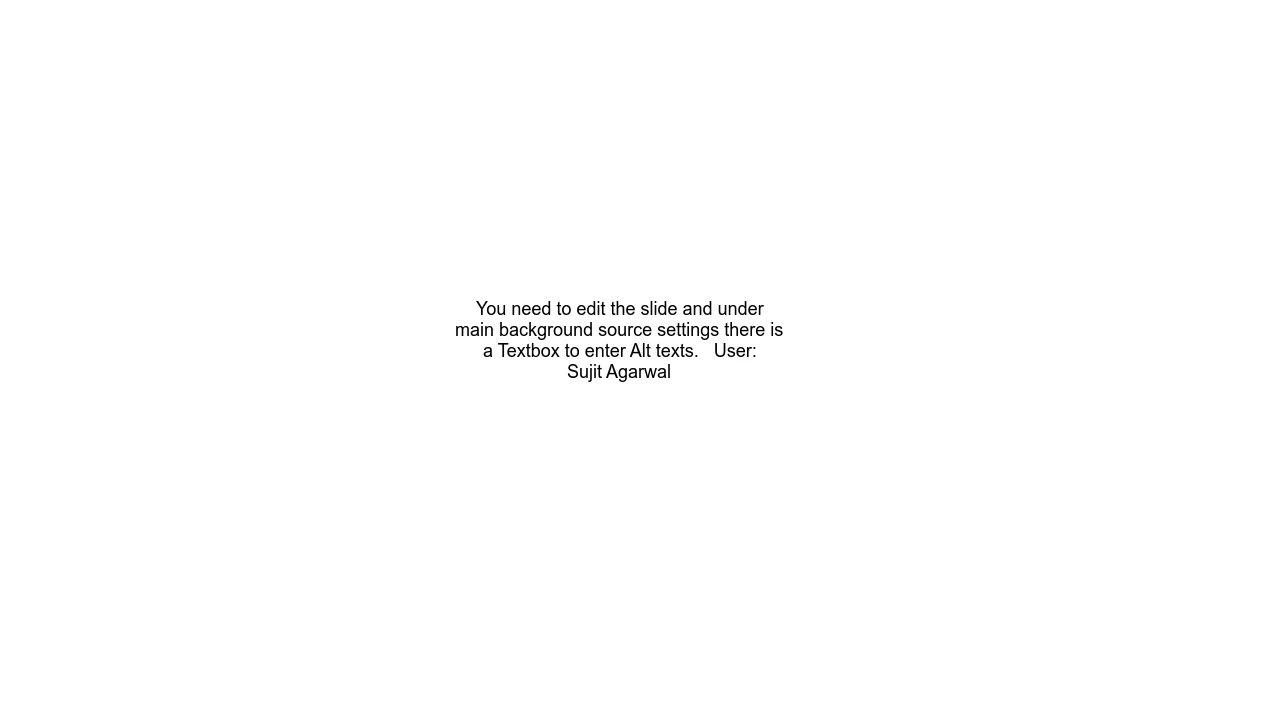 You need to edit the slide and under
main background source settings there is
a Textbox to enter Alt texts.   User:
Sujit Agarwal